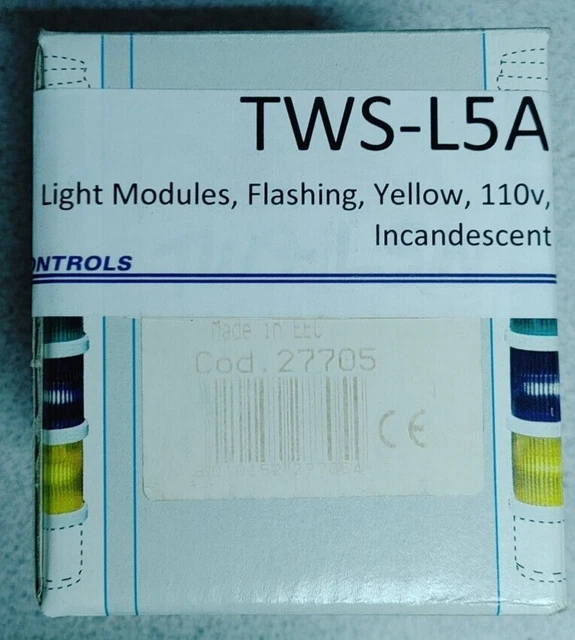 TWS-L5A
Light Modules, Flashing, Yellow, 110v,
Incandescent
ONTROLS
Made in EEC
Cod.27705
CE